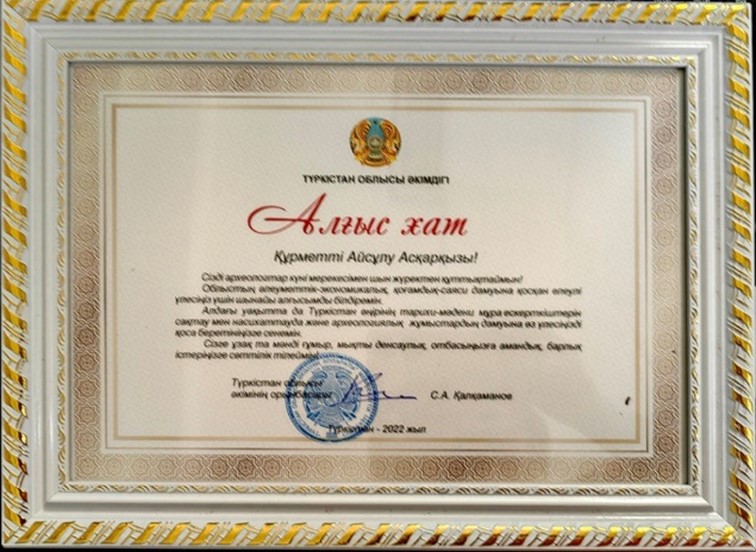 ТҮРКІСТАН ОБЛЫСЫ ӘКІМДІГІ
Алғыс хат
Құрметті Айсұлу Асқарқызы!
Сізді археологтар күні мерекесімен шын жүректен құттықтаймын!
Облыстың әлеуметтік-экономикалық, қоғамдық-саяси дамуына қосқан елеулі
үлесіңіз үшін шынайы алғысымды білдіремін.
Алдағы уақытта да Түркістан өңірінің тарихи-мәдени мұра ескерткіштерін
сақтау мен насихаттауда және археологиялық жұмыстардың дамуына өз үлесіңізді
қоса беретініңізге сенемін.
Сізге ұзақ та мәнді ғұмыр, мықты денсаулық, отбасыңызға амандық, барлық
істеріңізге сәттілік тілеймін!
Түркістан облысы
әкімінің орынбасары С.А. Қалқаманов
Түркістан - 2022 жыл